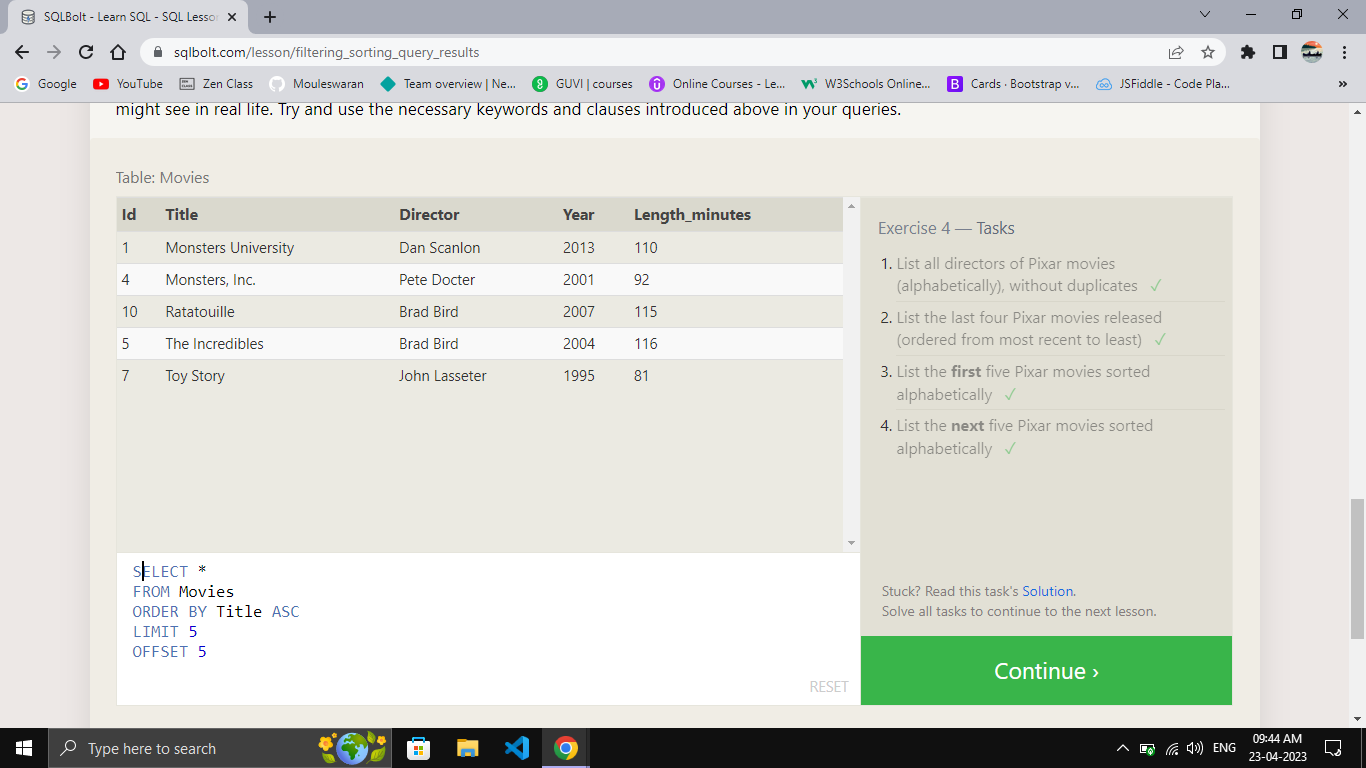 SQLBolt - Learn SQL - SQL Lesson
sqlbolt.com/lesson/filtering_sorting_query_results
Google YouTube Zen Class Mouleswaran Team overview | Ne... GUVI | courses Online Courses - Le... W3Schools Online... Cards · Bootstrap v... JSFiddle - Code Pla... »
might see in real life. Try and use the necessary keywords and clauses introduced above in your queries.
Table: Movies
Id Title Director Year Length_minutes
1 Monsters University Dan Scanlon 2013 110
4 Monsters, Inc. Pete Docter 2001 92
10 Ratatouille Brad Bird 2007 115
5 The Incredibles Brad Bird 2004 116
7 Toy Story John Lasseter 1995 81
SELECT *
FROM Movies
ORDER BY Title ASC
LIMIT 5
OFFSET 5
RESET
Exercise 4 — Tasks
1. List all directors of Pixar movies
(alphabetically), without duplicates ✓
2. List the last four Pixar movies released
(ordered from most recent to least) ✓
3. List the first five Pixar movies sorted
alphabetically ✓
4. List the next five Pixar movies sorted
alphabetically ✓
Stuck? Read this task's Solution.
Solve all tasks to continue to the next lesson.
Continue ›
Type here to search
ENG
09:44 AM
23-04-2023